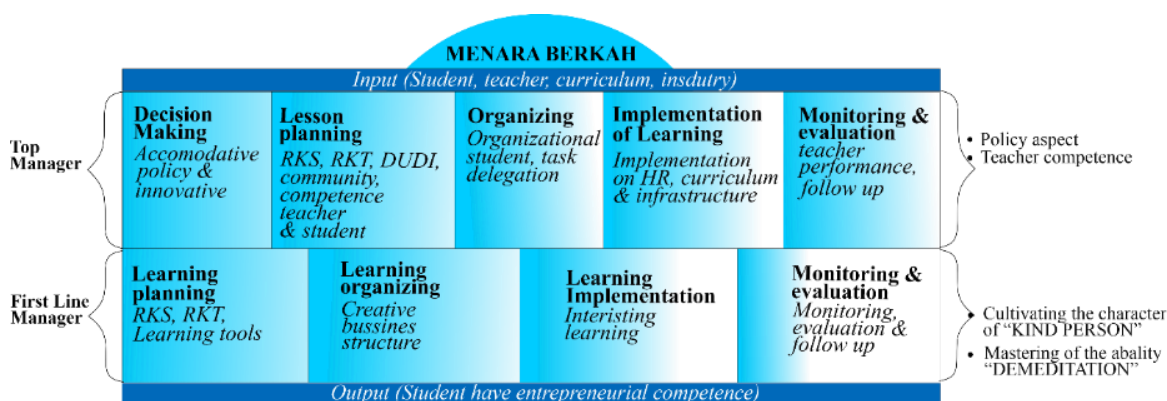 MENARA BERKAH
Input (Student, teacher, curriculum, insdutry)
Top
Manager
Decision
Making
Accomodative
policy &
innovative
Lesson
planning
RKS, RKT, DUDI,
community,
competence
teacher
& student
Organizing
Organizational
student, task
delegation
Implementation
of Learning
Implementation
on HR, curriculum
& infrastructure
Monitoring &
evaluation
teacher
performance,
follow up
• Policy aspect
• Teacher competence
First Line
Manager
Learning
planning
RKS, RKT,
Learning tools
Learning
organizing
Creative
bussines
structure
Learning
Implementation
Interisting
learning
Monitoring &
evaluation
Monitoring,
evaluation &
follow up
• Cultivating the character
of “KIND PERSON”
• Mastering of the abality
“DEMEDITATION”
Output (Student have entrepreneurial competence)